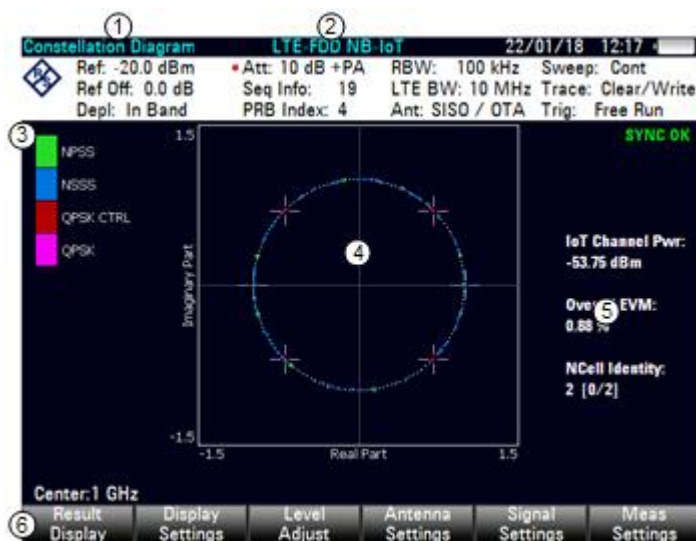 1 2
Constellation Diagram LTE-FDD NB-IoT 22/01/18 12:17
Ref: -20.0 dBm Att: 10 dB +PA RBW: 100 kHz Sweep: Cont
Ref Off: 0.0 dB Seq Info: 19 LTE BW: 10 MHz Trace: Clear/Write
Depl: In Band PRB Index: 4 Ant: SISO / OTA Trig: Free Run
3 1.5 SYNC OK
NPSS
NSSS
QPSK CTRL
QPSK
Imaginary Part
4
IoT Channel Pwr:
-53.75 dBm
EVM:
5
0.88 %
NCell Identity:
2 [0/2]
-1.5
-1.5 Real Part 1.5
Center:1 GHz
6
Result Display Level Antenna Signal Meas
Display Settings Adjust Settings Settings Settings